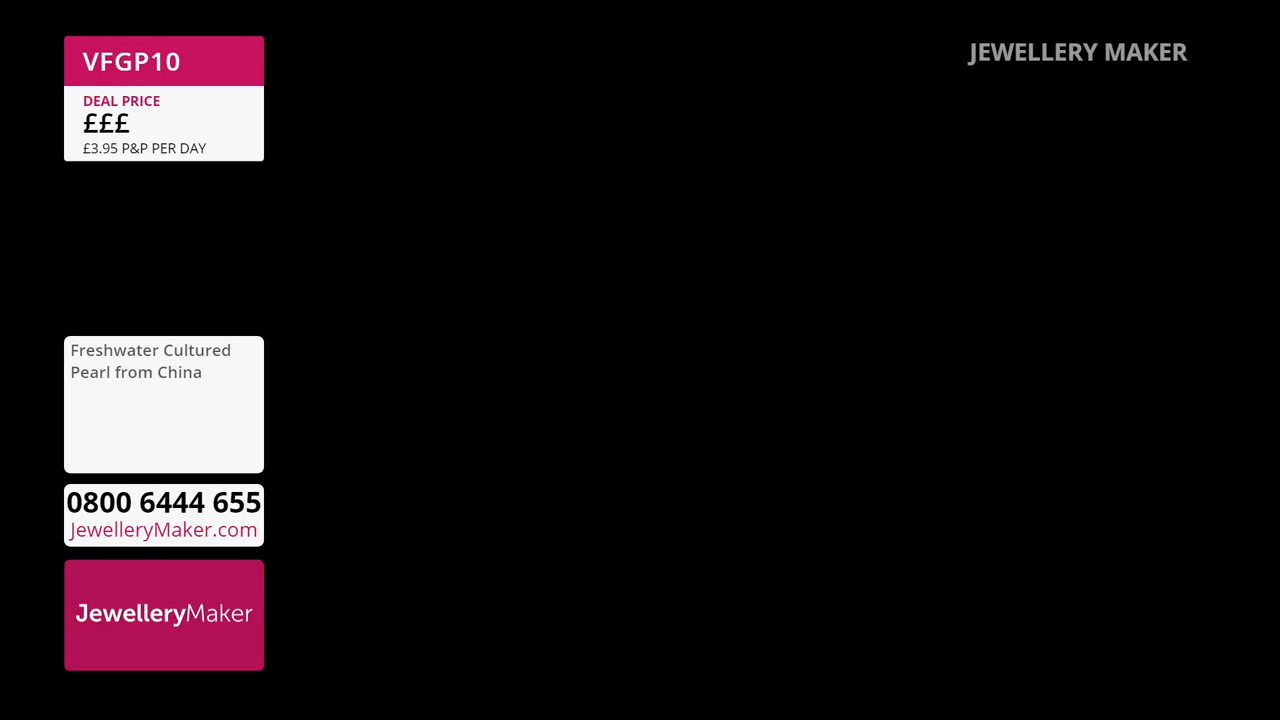 VFGP10
DEAL PRICE
£££
£3.95 P&P PER DAY
JEWELLERY MAKER
Freshwater Cultured
Pearl from China
0800 6444 655
JewelleryMaker.com
JewelleryMaker